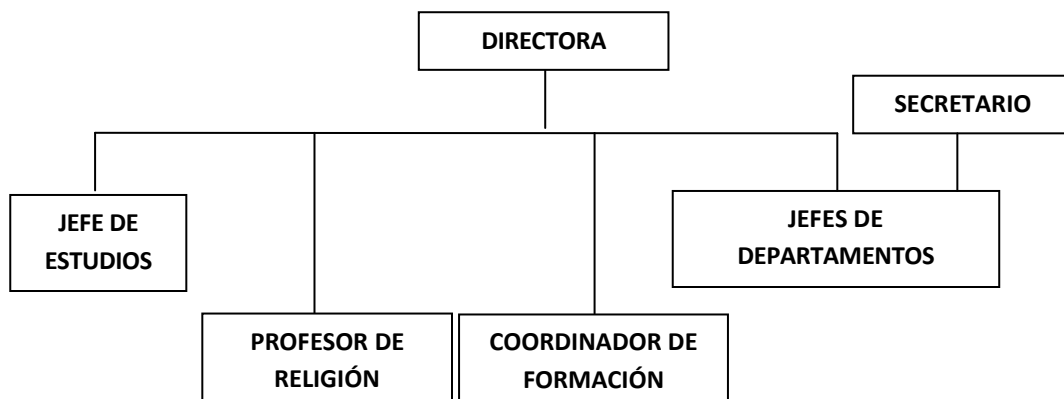 DIRECTORA
SECRETARIO
JEFE DE
ESTUDIOS
JEFES DE
DEPARTAMENTOS
PROFESOR DE
RELIGIÓN
COORDINADOR DE
FORMACIÓN